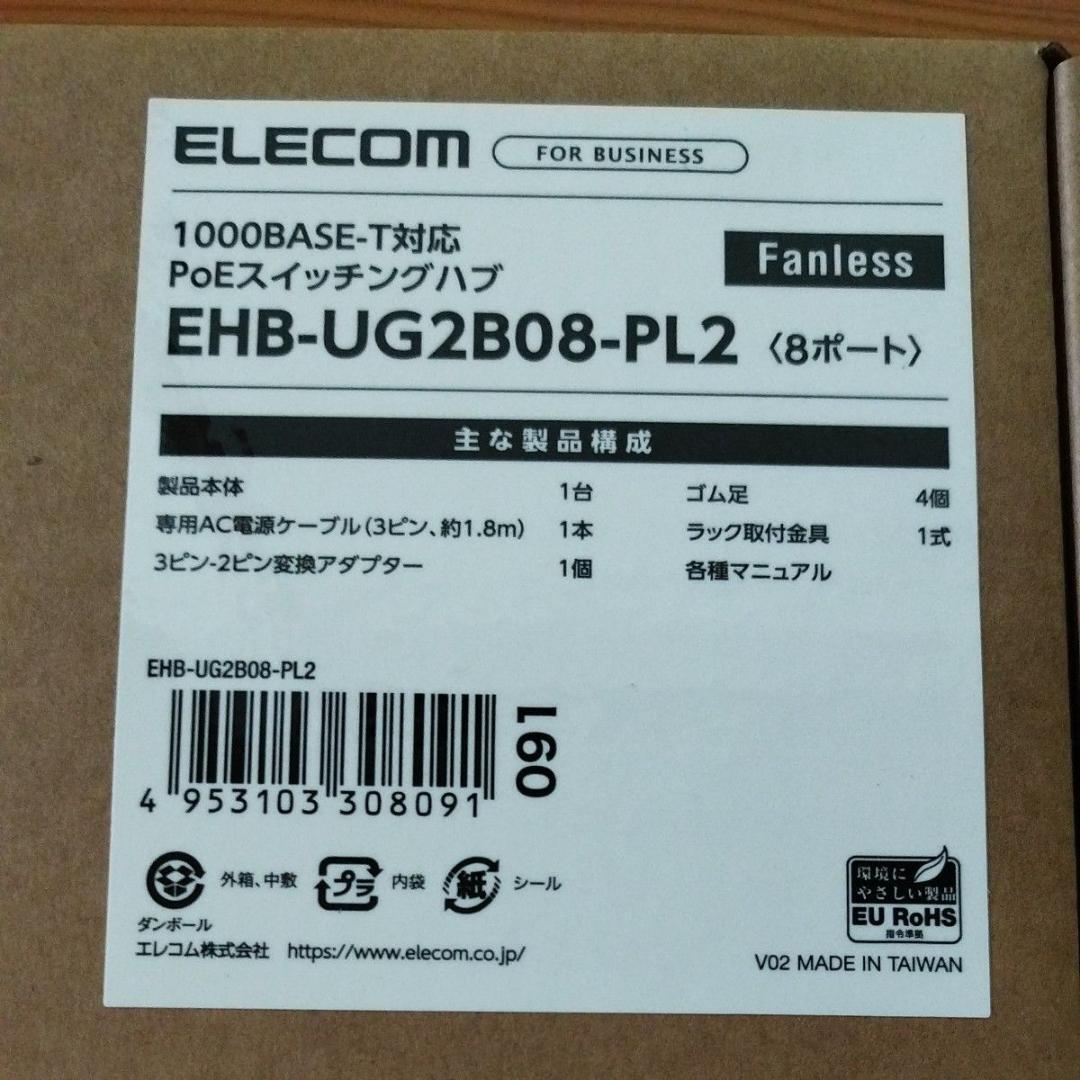 ELECOM FOR BUSINESS
1000BASE-T対応
PoEスイッチングハブ
Fanless
EHB-UG2B08-PL2 〈8ポート〉
主な製品構成
製品本体 1台 ゴム足 4個
専用AC電源ケーブル(3ピン、約1.8m) 1本 ラック取付金具 1式
3ピン-2ピン変換アダプター 1個 各種マニュアル
EHB-UG2B08-PL2
091
4 953103 308091
外箱、中敷 プラ 内袋 紙 シール
ダンボール
環境に
やさしい製品
EU RoHS
指令準拠
エレコム株式会社 https://www.elecom.co.jp/
V02 MADE IN TAIWAN